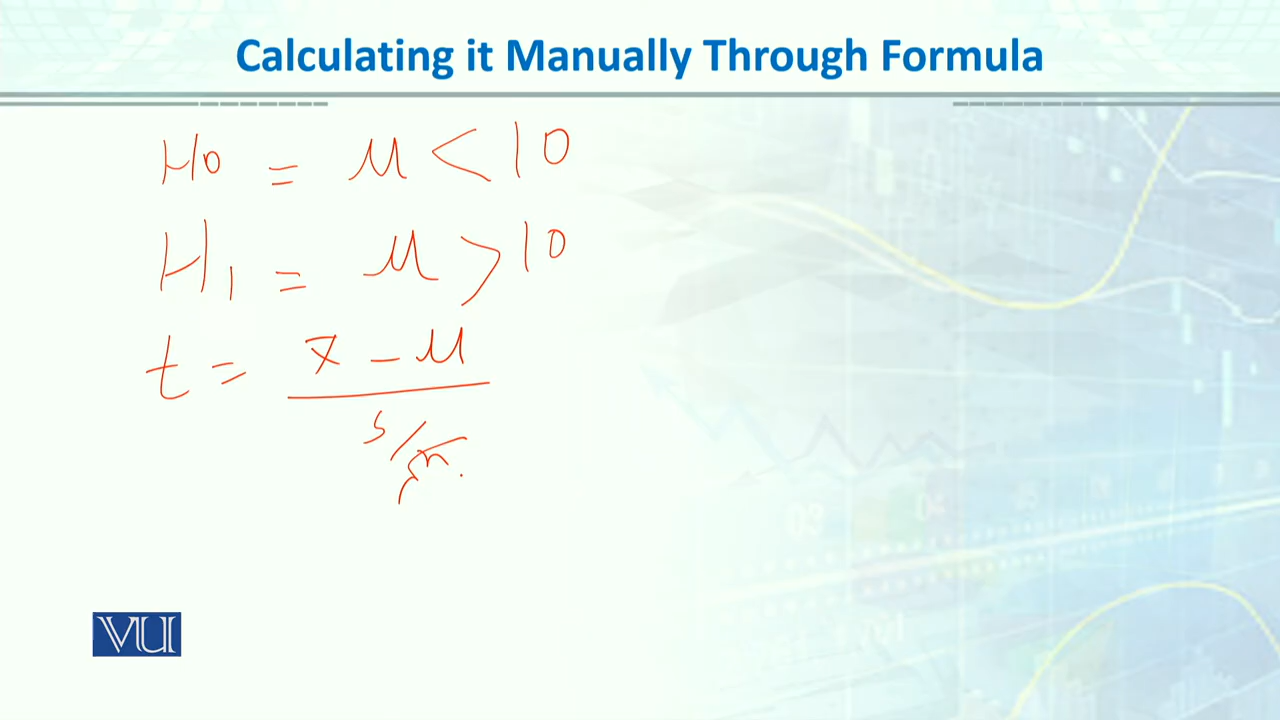 Calculating it Manually Through Formula
H0 = μ < 10
H1 = μ > 10
t = x - μ
s/√n.
VU